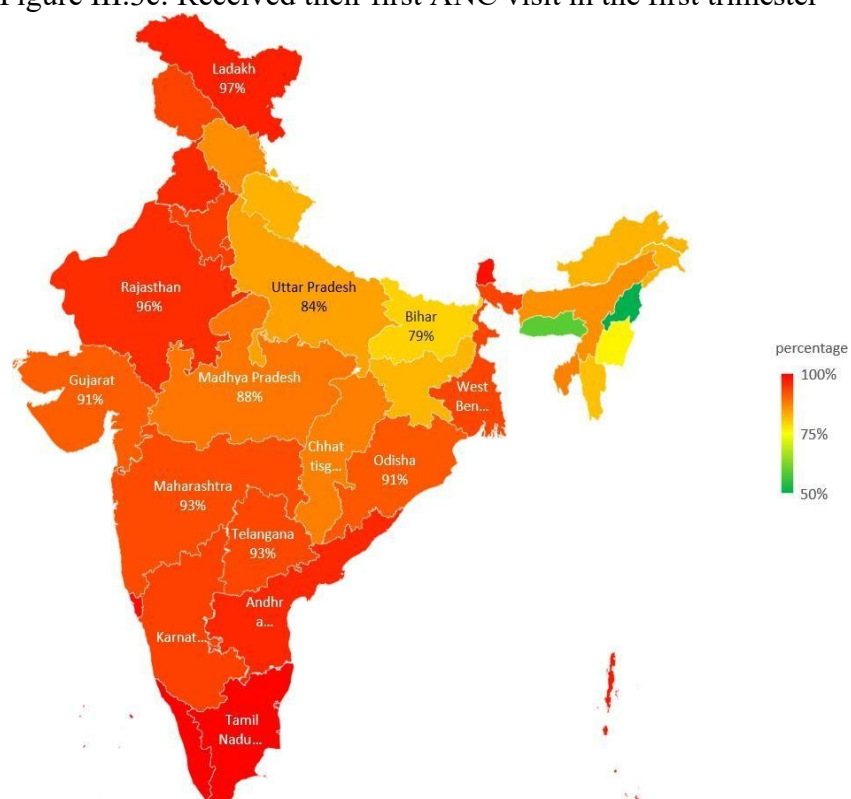 Figure III.3c: Received their first ANC visit in the first trimester
Ladakh
97%
Rajasthan
96%
Uttar Pradesh
84%
Bihar
79%
Gujarat
91%
Madhya Pradesh
88%
West
Ben...
Chhat
tisg...
Odisha
91%
Maharashtra
93%
Telangana
93%
Andhr
a...
Karnat...
Tamil
Nadu...
percentage
100%
75%
50%